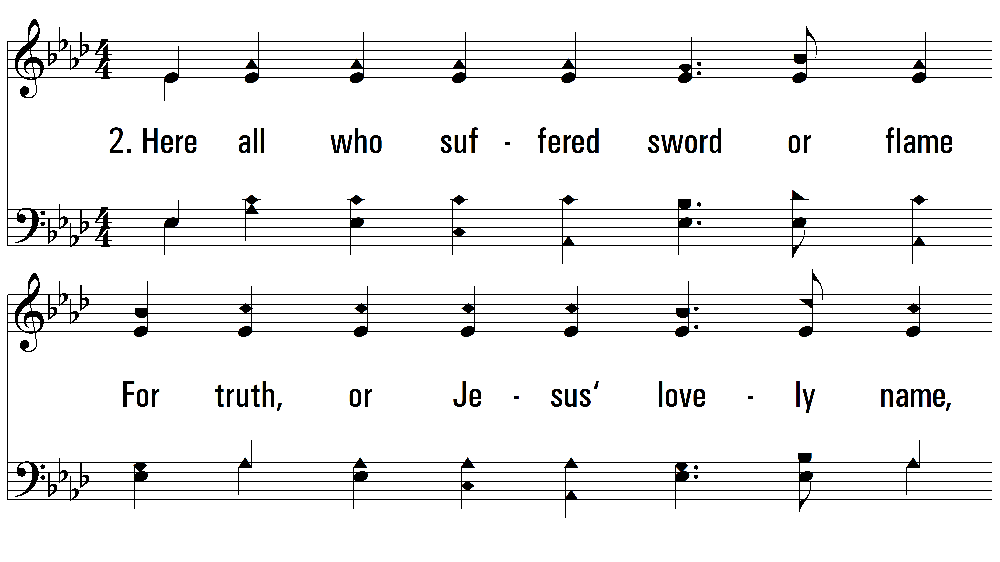 2. Here all who suf - fered sword or flame
For truth, or Je - sus‘ love - ly name,